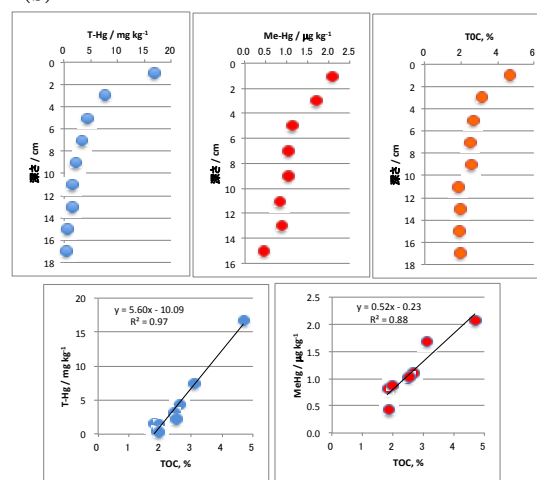 T-Hg / mg kg-1
0 5 10 15 20
0
2
4
6
8
10
12
14
16
18
深さ / cm
Me-Hg / µg kg-1
0.0 0.5 1.0 1.5 2.0 2.5
0
2
4
6
8
10
12
14
16
深さ / cm
T0C, %
0 2 4 6
0
2
4
6
8
10
12
14
16
18
深さ / cm
y = 5.60x - 10.09
R² = 0.97
20
15
10
5
0
T-Hg / mg kg-1
0 1 2 3 4 5
TOC, %
y = 0.52x - 0.23
R² = 0.88
2.5
2.0
1.5
1.0
0.5
0.0
MeHg / µg kg-1
0 1 2 3 4 5
TOC, %